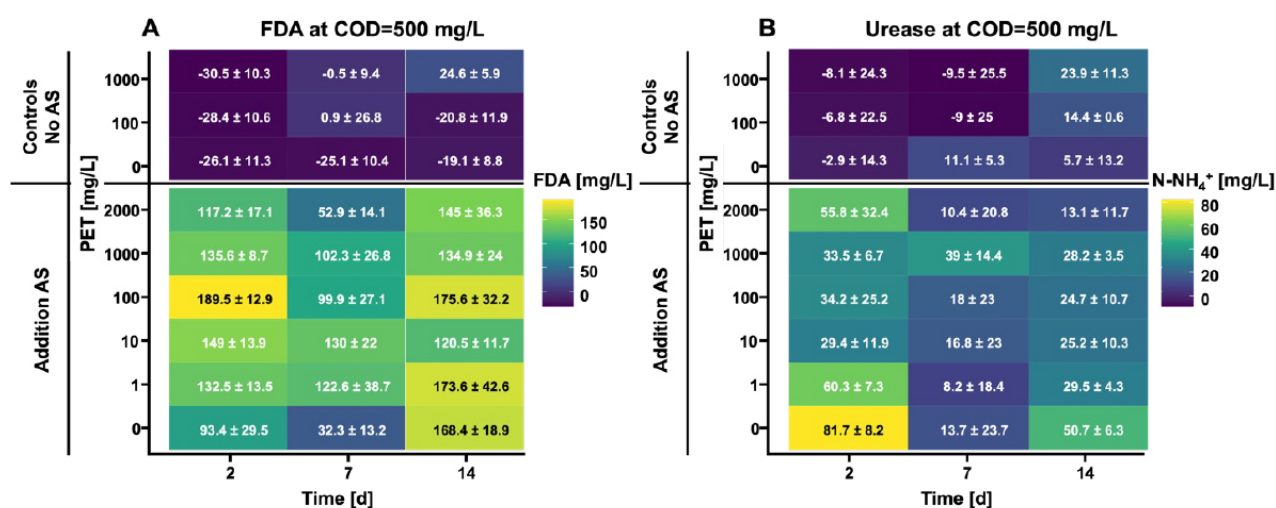 A FDA at COD=500 mg/L
Controls
No AS
Addition AS
PET [mg/L]
1000 -30.5 ± 10.3 -0.5 ± 9.4 24.6 ± 5.9
100 -28.4 ± 10.6 0.9 ± 26.8 -20.8 ± 11.9
0 -26.1 ± 11.3 -25.1 ± 10.4 -19.1 ± 8.8
2000 117.2 ± 17.1 52.9 ± 14.1 145 ± 36.3
1000 135.6 ± 8.7 102.3 ± 26.8 134.9 ± 24
100 189.5 ± 12.9 99.9 ± 27.1 175.6 ± 32.2
10 149 ± 13.9 130 ± 22 120.5 ± 11.7
1 132.5 ± 13.5 122.6 ± 38.7 173.6 ± 42.6
0 93.4 ± 29.5 32.3 ± 13.2 168.4 ± 18.9
2 7 14
Time [d]
FDA [mg/L]
150
100
50
0
B Urease at COD=500 mg/L
Controls
No AS
Addition AS
PET [mg/L]
1000 -8.1 ± 24.3 -9.5 ± 25.5 23.9 ± 11.3
100 -6.8 ± 22.5 -9 ± 25 14.4 ± 0.6
0 -2.9 ± 14.3 11.1 ± 5.3 5.7 ± 13.2
2000 55.8 ± 32.4 10.4 ± 20.8 13.1 ± 11.7
1000 33.5 ± 6.7 39 ± 14.4 28.2 ± 3.5
100 34.2 ± 25.2 18 ± 23 24.7 ± 10.7
10 29.4 ± 11.9 16.8 ± 23 25.2 ± 10.3
1 60.3 ± 7.3 8.2 ± 18.4 29.5 ± 4.3
0 81.7 ± 8.2 13.7 ± 23.7 50.7 ± 6.3
2 7 14
Time [d]
N-NH₄⁺ [mg/L]
80
60
40
20
0